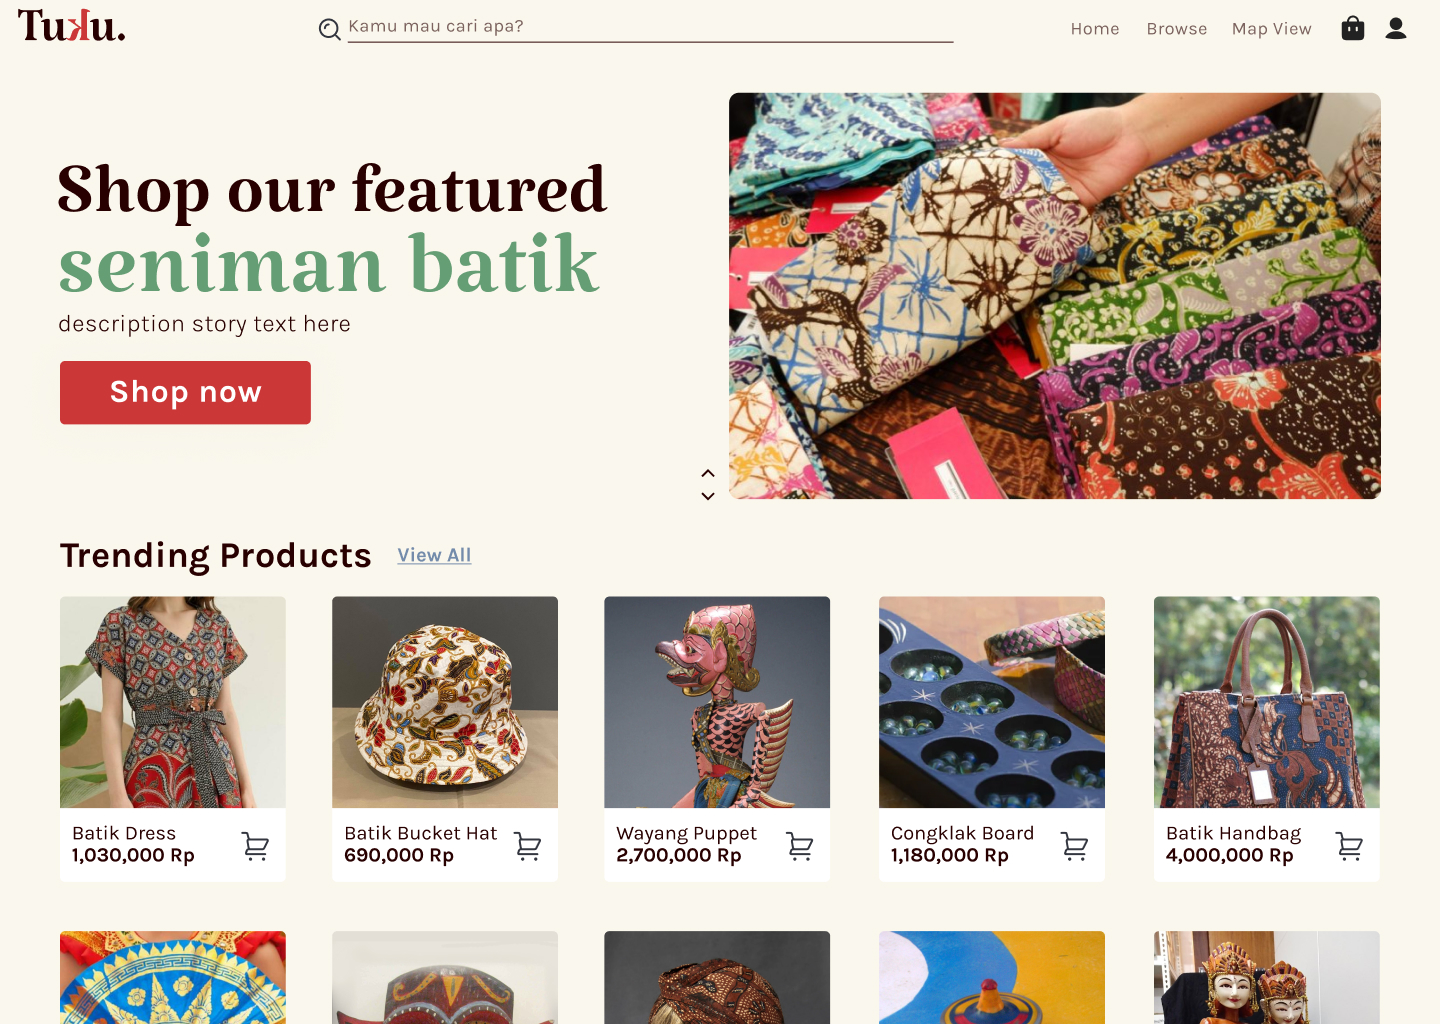 Tuku.
Kamu mau cari apa?
Home Browse Map View
Shop our featured
seniman batik
description story text here
Shop now
Trending Products View All
Batik Dress
1,030,000 Rp
Batik Bucket Hat
690,000 Rp
Wayang Puppet
2,700,000 Rp
Congklak Board
1,180,000 Rp
Batik Handbag
4,000,000 Rp